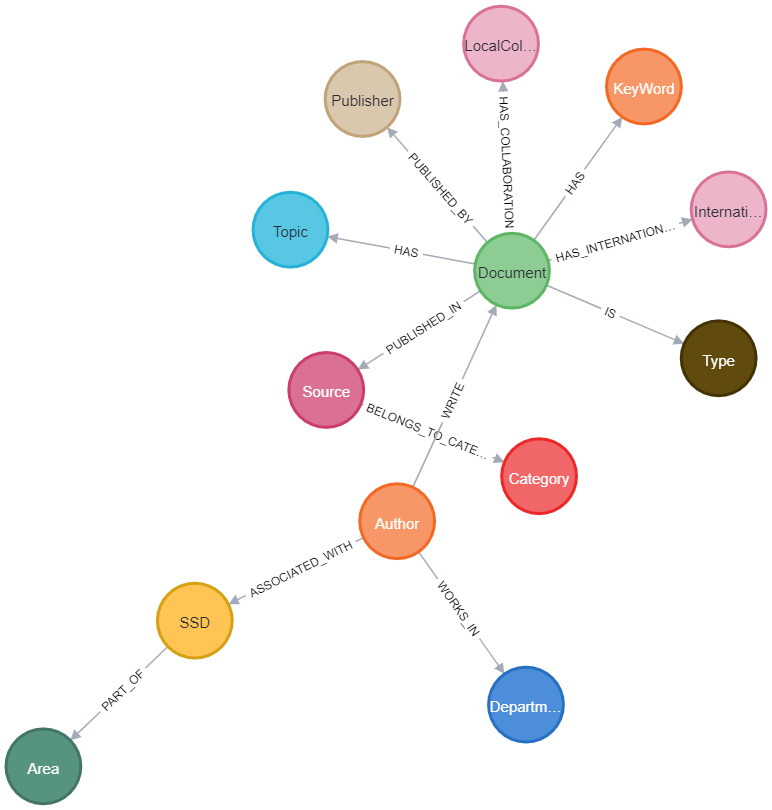 LocalCol...
KeyWord
Publisher
HAS_COLLABORATION
HAS
PUBLISHED_BY
Internati...
Topic
HAS
HAS_INTERNATION...
Document
IS
PUBLISHED_IN
Type
Source
WRITE
BELONGS_TO_CATE...
Category
Author
ASSOCIATED_WITH
WORKS_IN
SSD
PART_OF
Departm...
Area